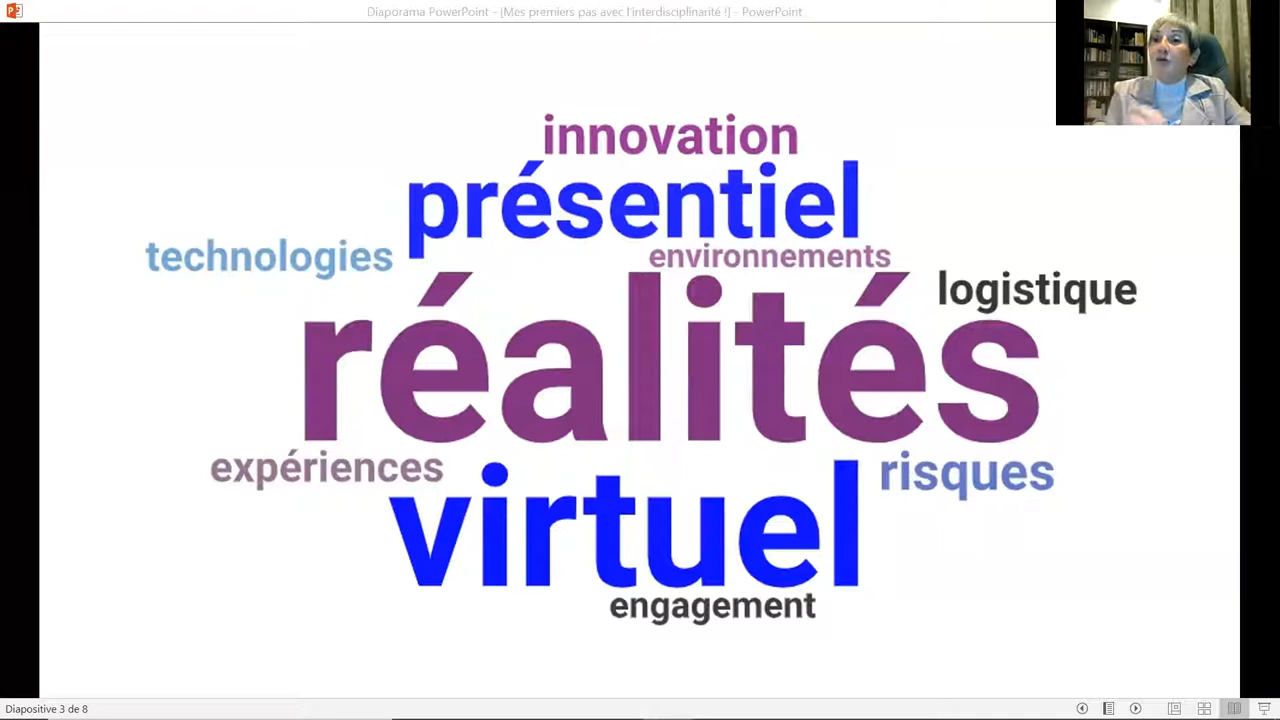 Diaporama PowerPoint - [Mes premiers pas avec l'interdisciplinarité !] - PowerPoint
innovation
présentiel
technologies
environnements
logistique
réalités
expériences
risques
virtuel
engagement
Diapositive 3 de 8